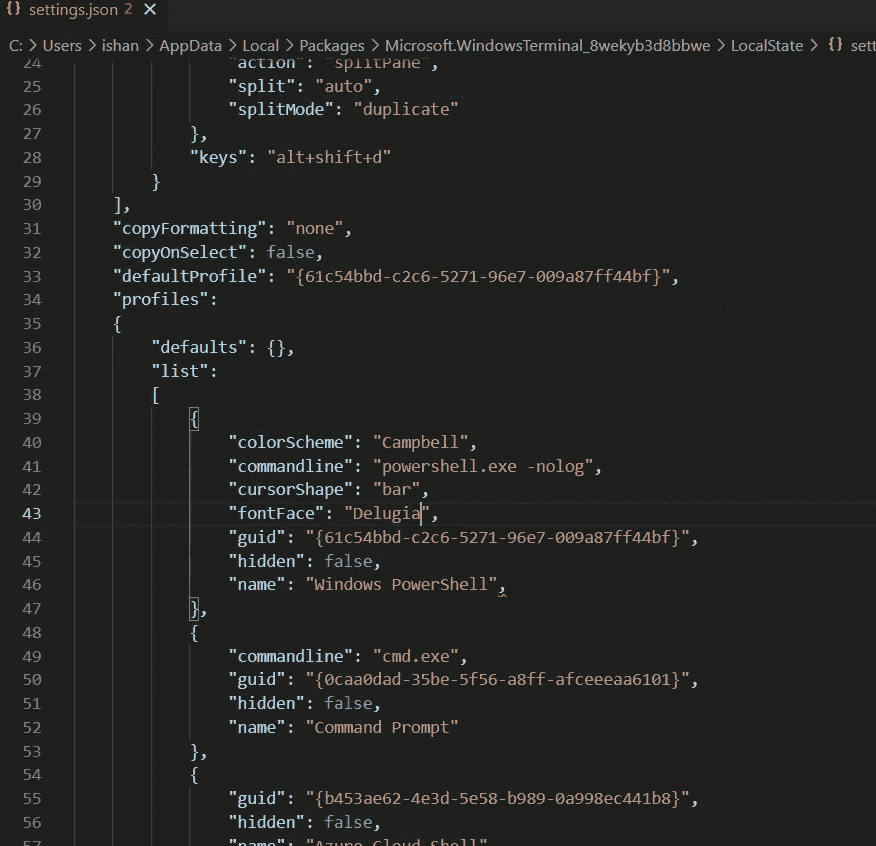 {} settings.json 2 ×
C: > Users > ishan > AppData > Local > Packages > Microsoft.WindowsTerminal_8wekyb3d8bbwe > LocalState > {} sett
24 "action": "splitPane",
25 "split": "auto",
26 "splitMode": "duplicate"
27 },
28 "keys": "alt+shift+d"
29 }
30 ],
31 "copyFormatting": "none",
32 "copyOnSelect": false,
33 "defaultProfile": "{61c54bbd-c2c6-5271-96e7-009a87ff44bf}",
34 "profiles":
35 {
36 "defaults": {},
37 "list":
38 [
39 {
40 "colorScheme": "Campbell",
41 "commandline": "powershell.exe -nolog",
42 "cursorShape": "bar",
43 "fontFace": "Delugia",
44 "guid": "{61c54bbd-c2c6-5271-96e7-009a87ff44bf}",
45 "hidden": false,
46 "name": "Windows PowerShell",
47 },
48 {
49 "commandline": "cmd.exe",
50 "guid": "{0caa0dad-35be-5f56-a8ff-afceeeaa6101}",
51 "hidden": false,
52 "name": "Command Prompt"
53 },
54 {
55 "guid": "{b453ae62-4e3d-5e58-b989-0a998ec441b8}",
56 "hidden": false,
57 "name": "Azure Cloud Shell"